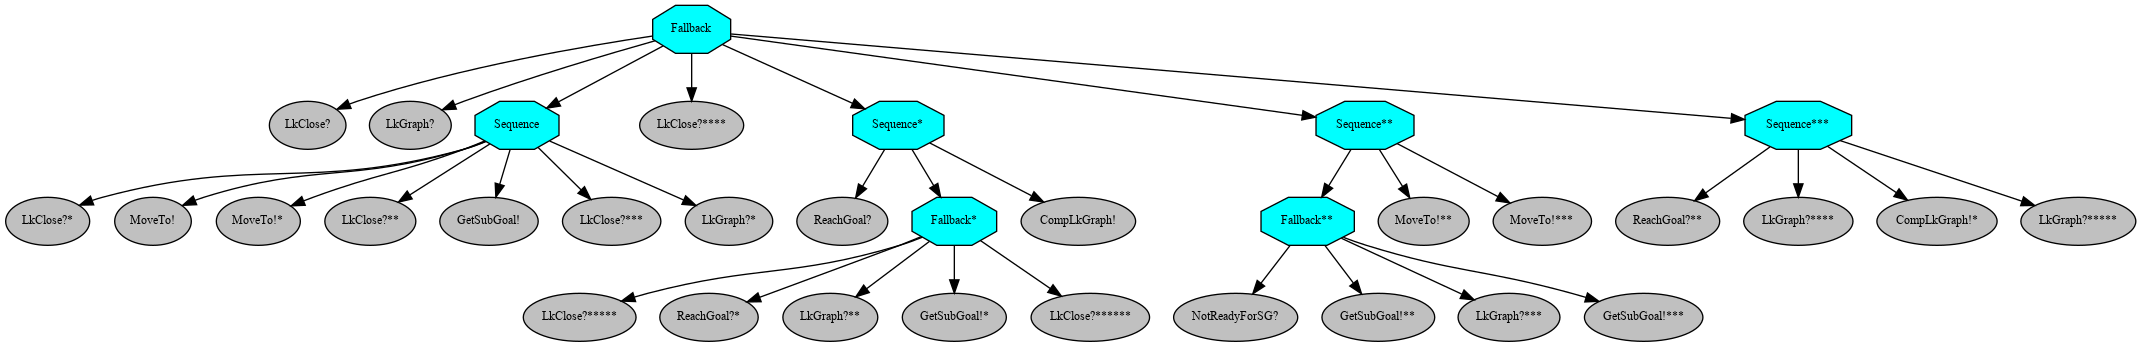 Fallback
LkClose?
LkGraph?
Sequence
LkClose?****
Sequence*
Sequence**
Sequence***
LkClose?*
MoveTo!
MoveTo!*
LkClose?**
GetSubGoal!
LkClose?***
LkGraph?*
ReachGoal?
Fallback*
CompLkGraph!
Fallback**
MoveTo!**
MoveTo!***
ReachGoal?**
LkGraph?****
CompLkGraph!*
LkGraph?*****
LkClose?*****
ReachGoal?*
LkGraph?**
GetSubGoal!*
LkClose?******
NotReadyForSG?
GetSubGoal!**
LkGraph?***
GetSubGoal!***